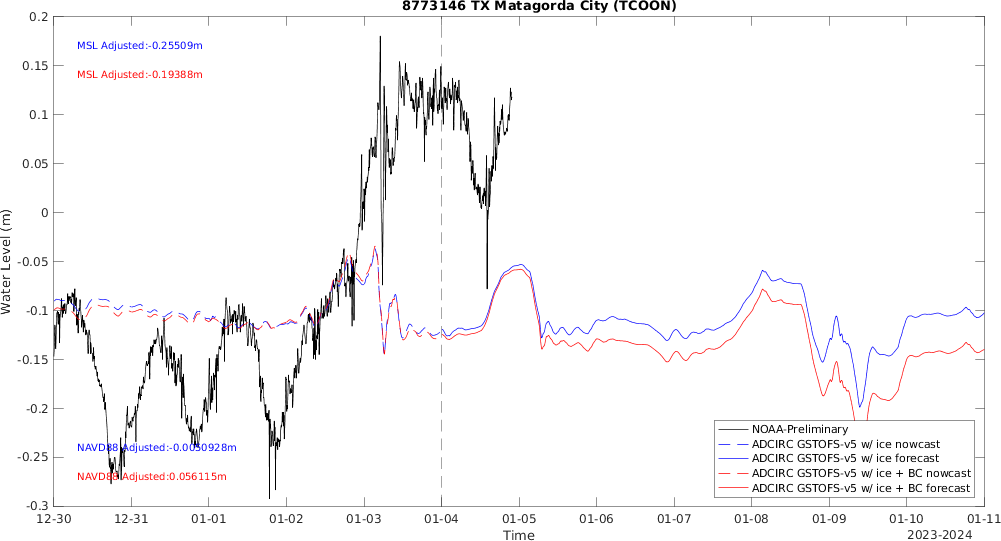 8773146 TX Matagorda City (TCOON)
0.2
0.15
0.1
0.05
0
-0.05
-0.1
-0.15
-0.2
-0.25
-0.3
Water Level (m)
MSL Adjusted:-0.25509m
MSL Adjusted:-0.19388m
NAVD88 Adjusted:-0.0050928m
NAVD88 Adjusted:0.056115m
NOAA-Preliminary
ADCIRC GSTOFS-v5 w/ ice nowcast
ADCIRC GSTOFS-v5 w/ ice forecast
ADCIRC GSTOFS-v5 w/ ice + BC nowcast
ADCIRC GSTOFS-v5 w/ ice + BC forecast
12-30 12-31 01-01 01-02 01-03 01-04 01-05 01-06 01-07 01-08 01-09 01-10 01-11
Time
2023-2024